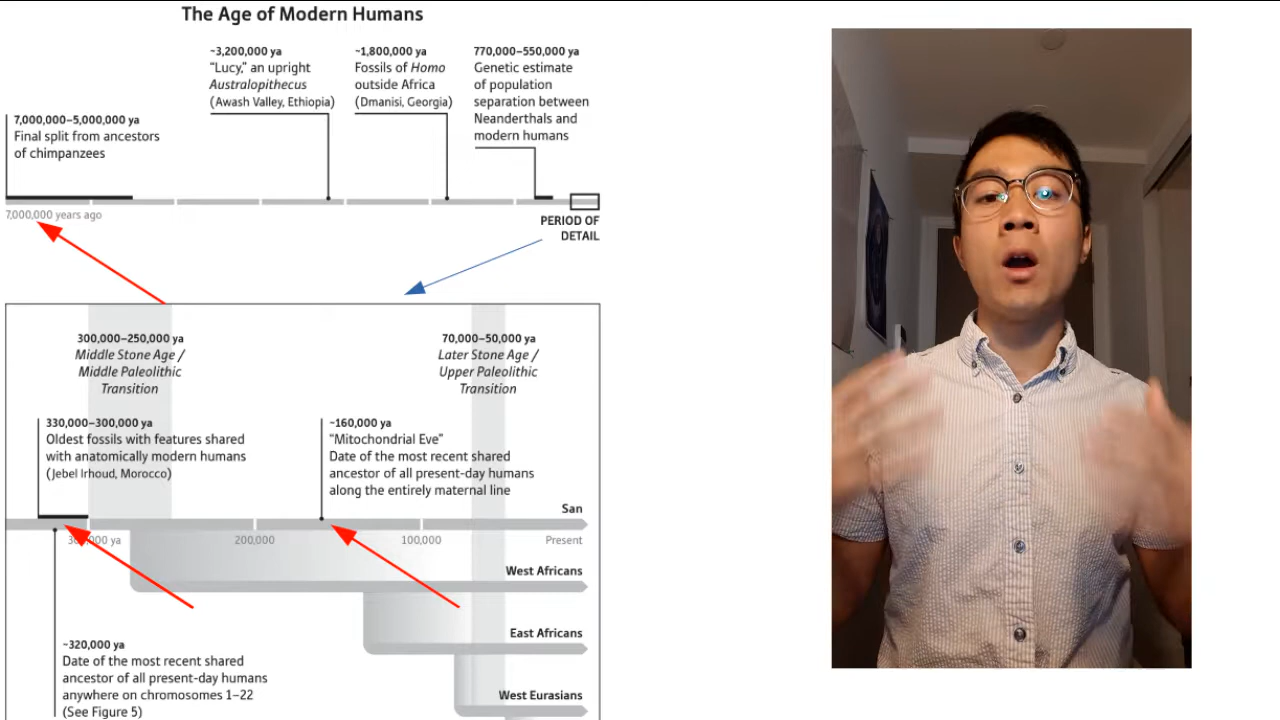 The Age of Modern Humans
~3,200,000 ya
"Lucy," an upright
Australopithecus
(Awash Valley, Ethiopia)
~1,800,000 ya
Fossils of Homo
outside Africa
(Dmanisi, Georgia)
770,000–550,000 ya
Genetic estimate
of population
separation between
Neanderthals and
modern humans
7,000,000–5,000,000 ya
Final split from ancestors
of chimpanzees
7,000,000 years ago
PERIOD OF
DETAIL
300,000–250,000 ya
Middle Stone Age /
Middle Paleolithic
Transition
70,000–50,000 ya
Later Stone Age /
Upper Paleolithic
Transition
330,000–300,000 ya
Oldest fossils with features shared
with anatomically modern humans
(Jebel Irhoud, Morocco)
~160,000 ya
"Mitochondrial Eve"
Date of the most recent shared
ancestor of all present-day humans
along the entirely maternal line
San
300,000 ya
200,000
100,000
Present
West Africans
East Africans
~320,000 ya
Date of the most recent shared
ancestor of all present-day humans
anywhere on chromosomes 1–22
(See Figure 5)
West Eurasians